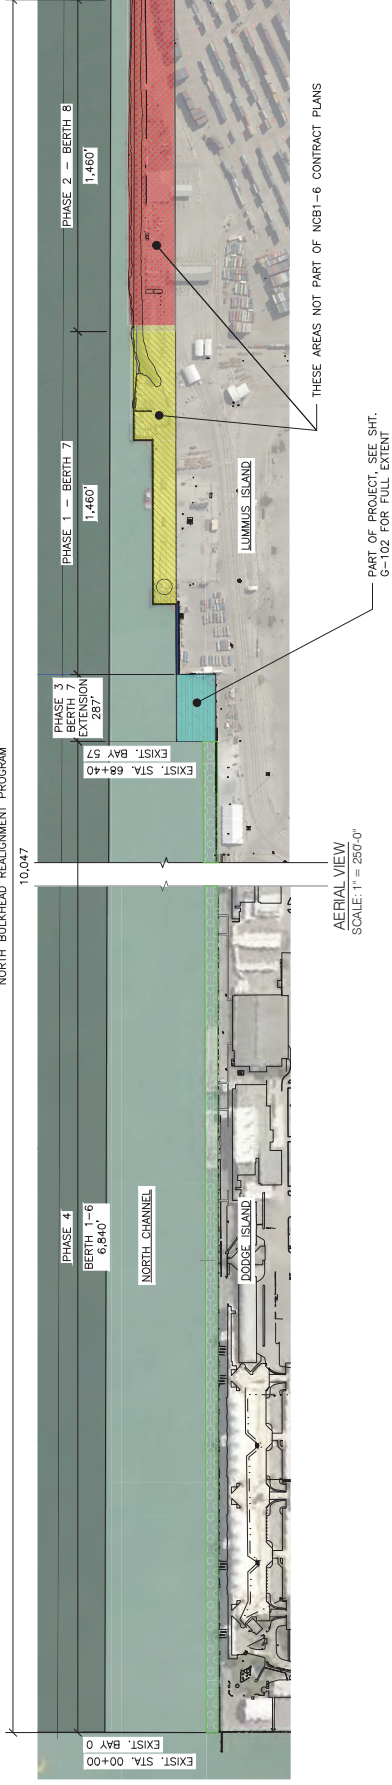 NORTH BULKHEAD REALIGNMENT PROGRAM
10,047
PHASE 4
BERTH 1-6
6,840'
PHASE 3
BERTH 7
EXTENSION
287'
PHASE 1 - BERTH 7
1,460'
PHASE 2 - BERTH 8
1,460'
EXIST. STA. 00+00
EXIST. BAY 0
EXIST. STA. 68+40
EXIST. BAY 57
NORTH CHANNEL
DODGE ISLAND
LUMMUS ISLAND
THESE AREAS NOT PART OF NCB1-6 CONTRACT PLANS
PART OF PROJECT, SEE SHT.
G-102 FOR FULL EXTENT
AERIAL VIEW
SCALE: 1" = 250'-0"